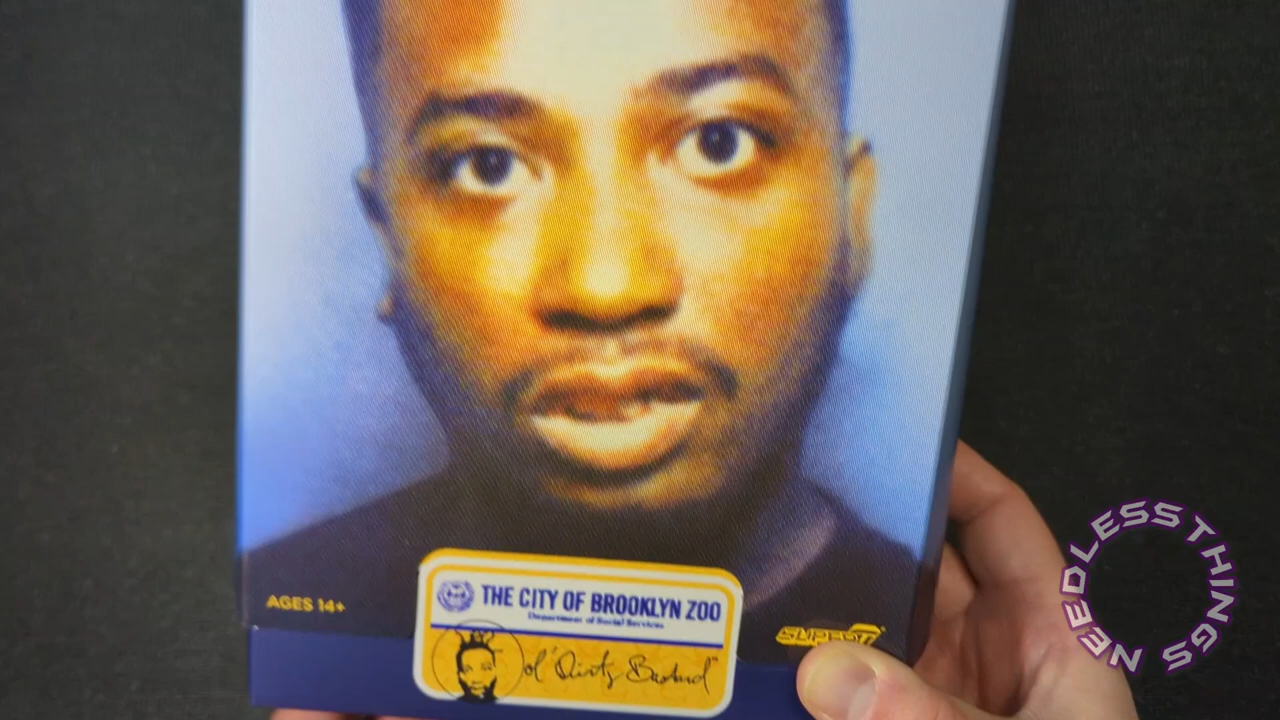 THE CITY OF BROOKLYN ZOO
Department of Social Services
ol' Dirty Bastard"
AGES 14+
SUPER7
NEEDLESS THINGS